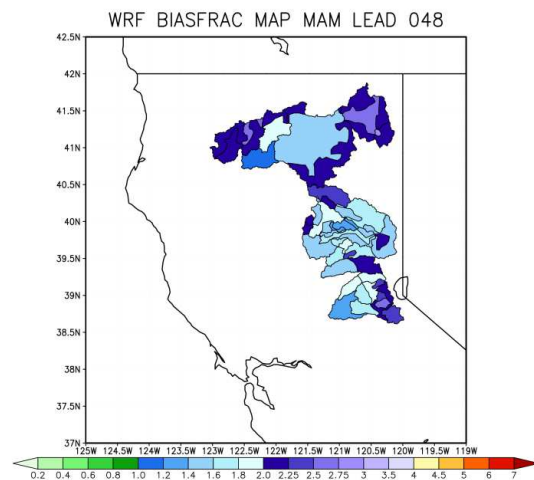 WRF BIASFRAC MAP MAM LEAD 048
42.5N
42N
41.5N
41N
40.5N
40N
39.5N
39N
38.5N
38N
37.5N
37N
125W 124.5W 124W 123.5W 123W 122.5W 122W 121.5W 121W 120.5W 120W 119.5W 119W
0.2 0.4 0.6 0.8 1.0 1.2 1.4 1.6 1.8 2.0 2.25 2.5 2.75 3 3.5 4 4.5 5 6 7